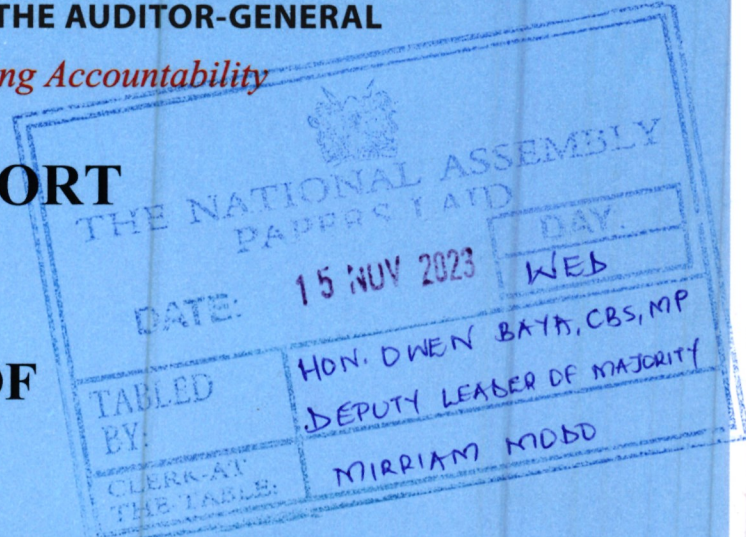 THE AUDITOR-GENERAL
ng Accountability
ORT
THE NATIONAL ASSEMBLY
PAPERS LAID
DAY.
DATE: 15 NOV 2023 WED
OF
TABLED BY:
HON. OWEN BAYA, CBS, MP
DEPUTY LEADER OF MAJORITY
CLERK-AT THE-TABLE:
MIRRIAM MODO